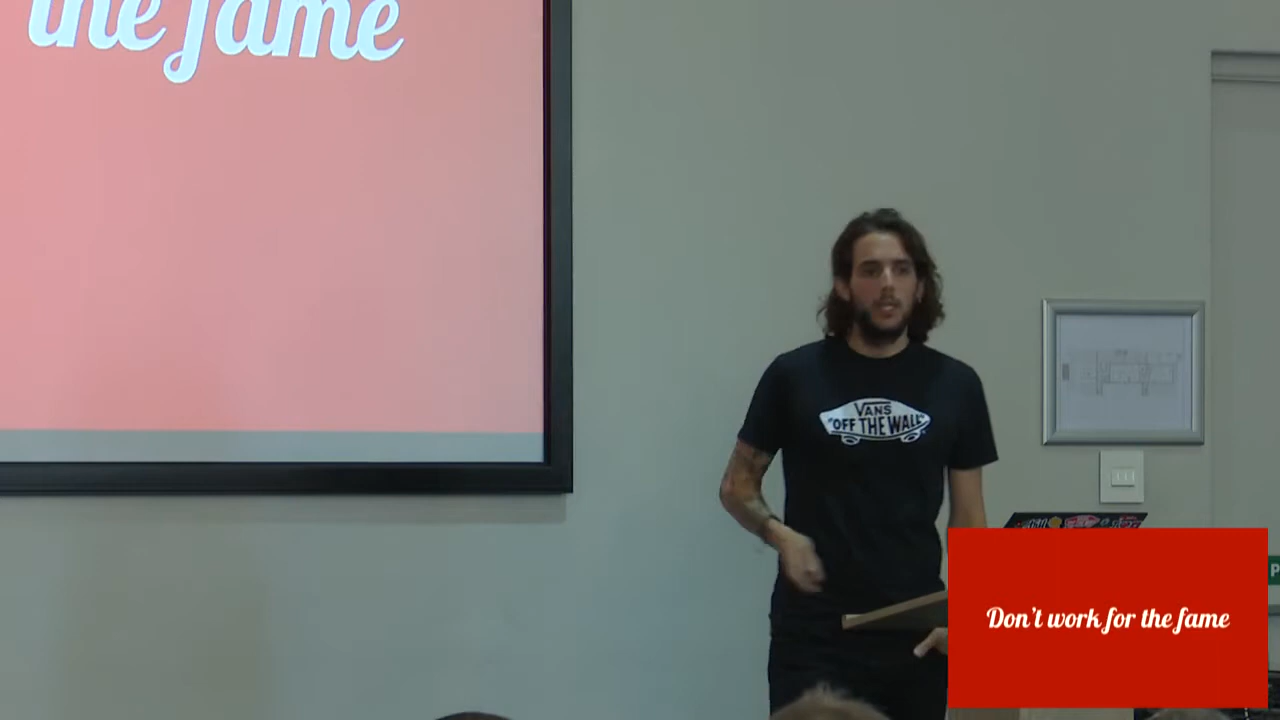 the fame
VANS
"OFF THE WALL"
Don't work for the fame
P